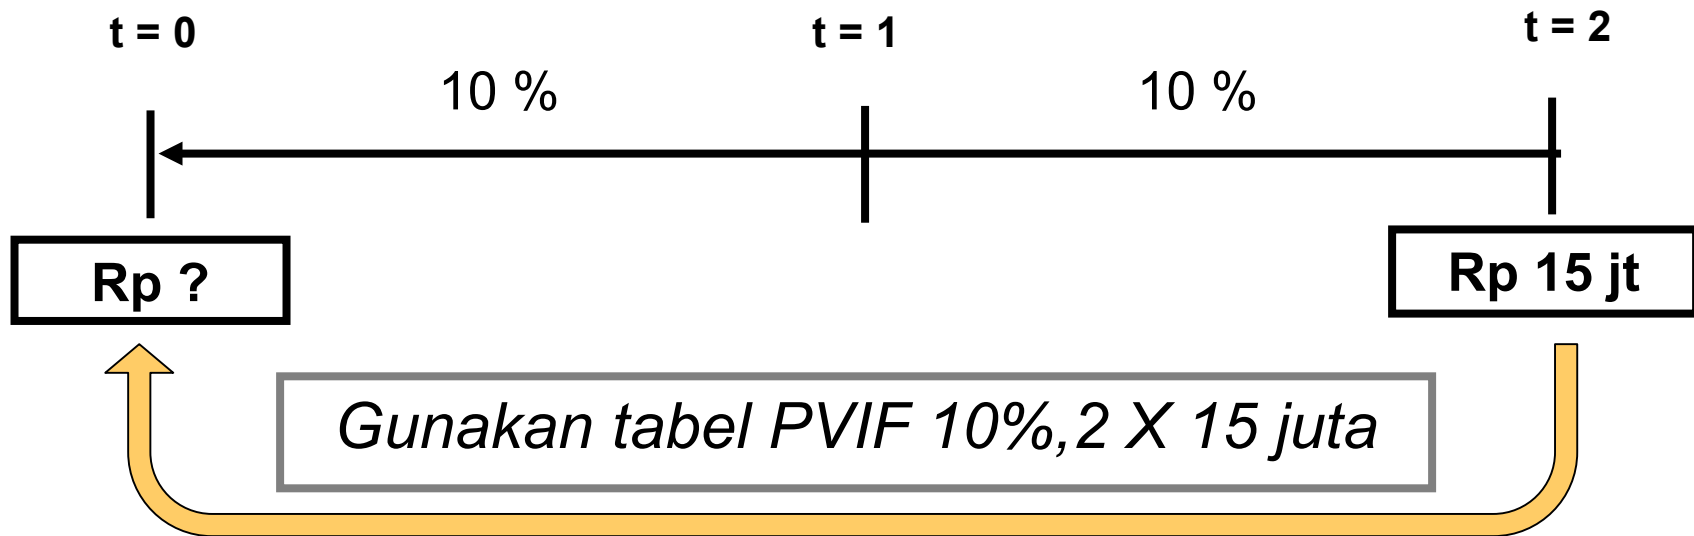 t = 0
t = 1
t = 2
10 %
10 %
Rp ?
Rp 15 jt
Gunakan tabel PVIF 10%,2 X 15 juta